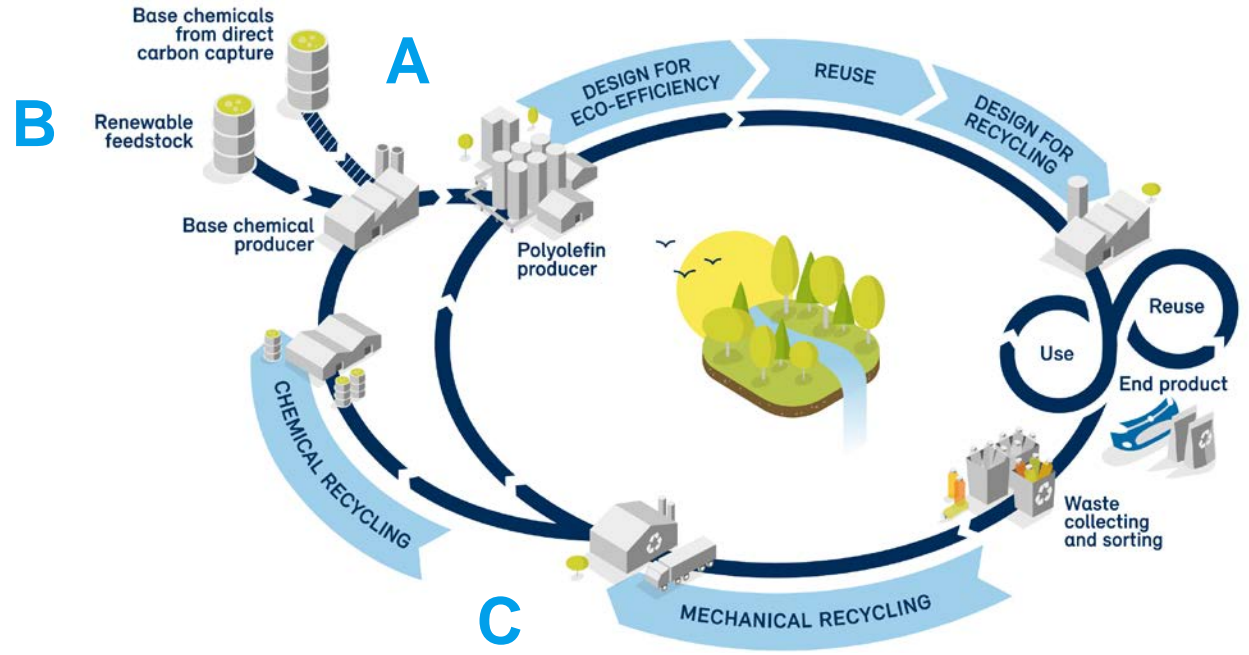 Base chemicals
from direct
carbon capture
A
B
Renewable
feedstock
Base chemical
producer
Polyolefin
producer
DESIGN FOR
ECO-EFFICIENCY
REUSE
DESIGN FOR
RECYCLING
Use
Reuse
End product
Waste
collecting
and sorting
MECHANICAL RECYCLING
C
CHEMICAL RECYCLING